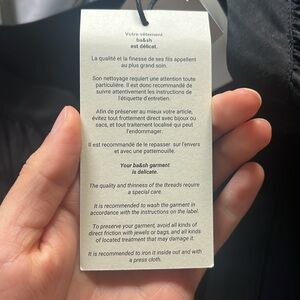 Votre vêtement
ba&sh
est délicat.
La qualité et la finesse de ses fils appellent
au plus grand soin.
Son nettoyage requiert une attention toute
particulière. Il est donc recommandé de
suivre attentivement les instructions de
l'étiquette d'entretien.
Afin de préserver au mieux votre article,
évitez tout frottement direct avec bijoux ou
sacs, et tout traitement localisé qui peut
l'endommager.
Il est recommandé de le repasser sur l'envers
et avec une pattemouille.
Your ba&sh garment
is delicate.
The quality and thinness of the threads require
a special care.
It is recommended to wash the garment in
accordance with the instructions on the label.
To preserve your garment, avoid all kinds of
direct friction with jewels or bags, and all kinds
of located treatment that may damage it.
It is recommended to iron it inside out and with
a press cloth.